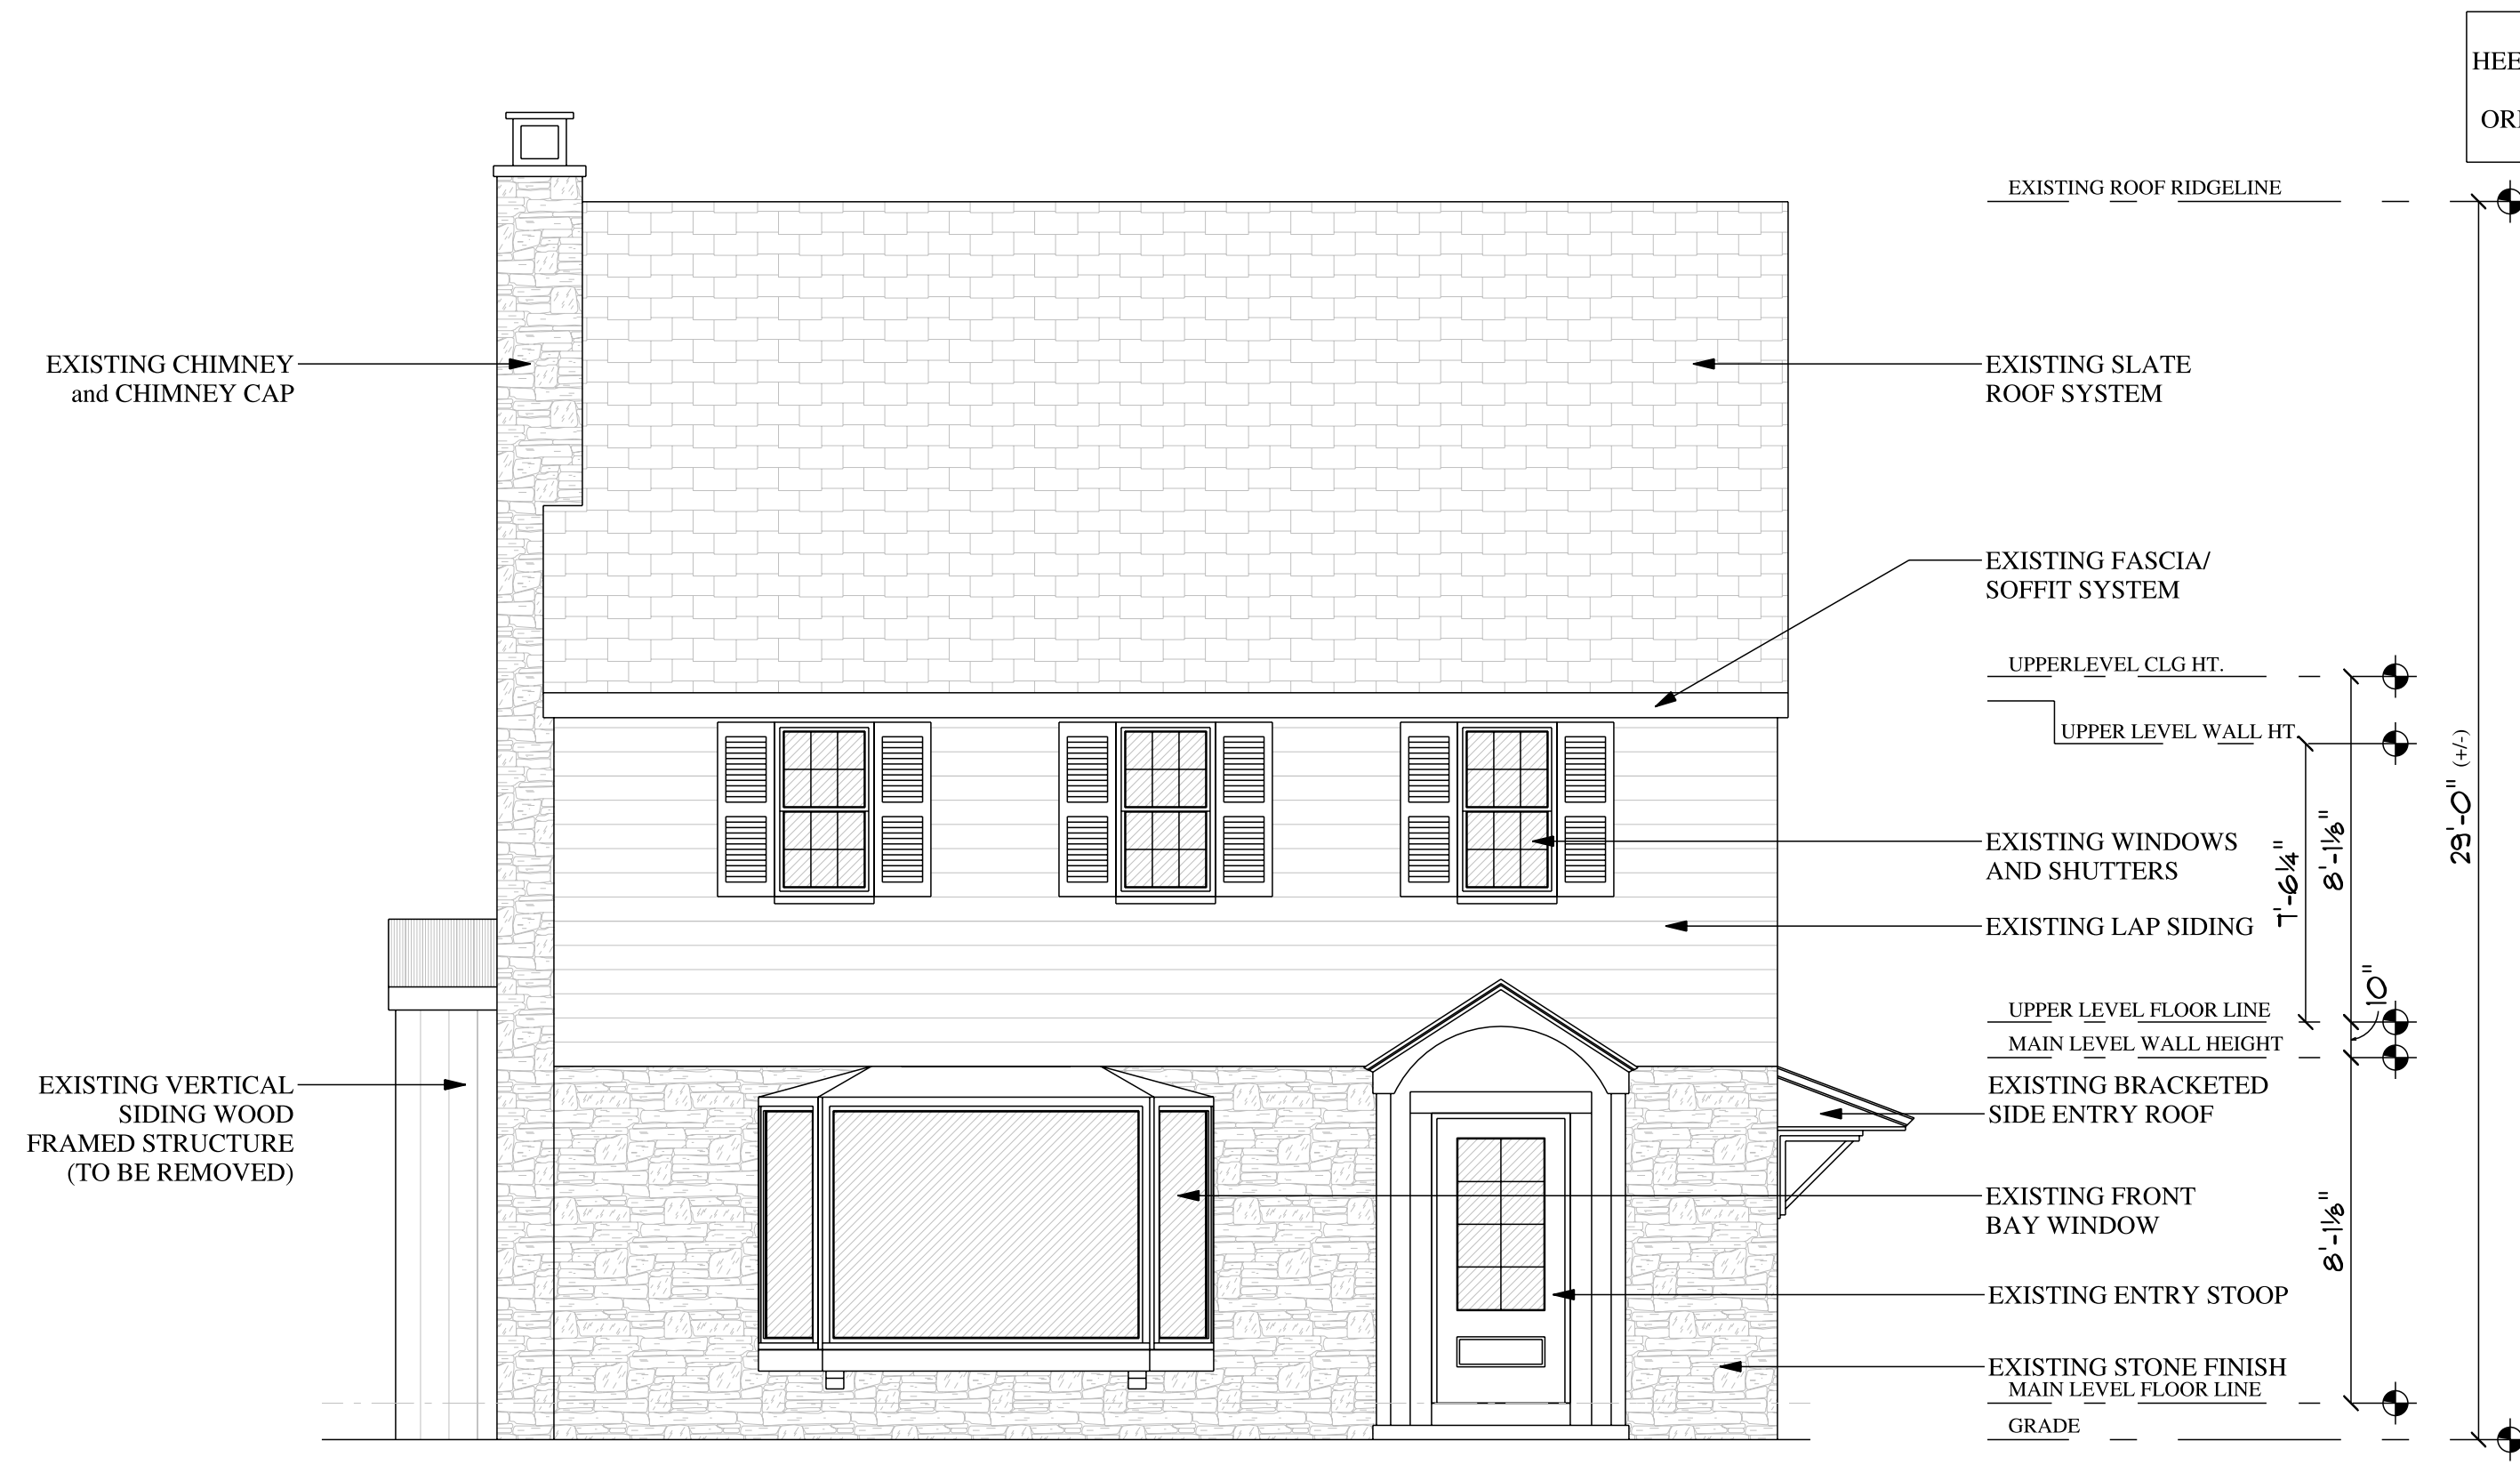 EXISTING ROOF RIDGELINE
EXISTING CHIMNEY
and CHIMNEY CAP
EXISTING SLATE
ROOF SYSTEM
EXISTING FASCIA/
SOFFIT SYSTEM
UPPERLEVEL CLG HT.
UPPER LEVEL WALL HT.
EXISTING WINDOWS
AND SHUTTERS
7'-6¼"
8'-1⅛"
29'-0" (+/-)
EXISTING LAP SIDING
10"
UPPER LEVEL FLOOR LINE
MAIN LEVEL WALL HEIGHT
EXISTING VERTICAL
SIDING WOOD
FRAMED STRUCTURE
(TO BE REMOVED)
EXISTING BRACKETED
SIDE ENTRY ROOF
EXISTING FRONT
BAY WINDOW
8'-1⅛"
EXISTING ENTRY STOOP
EXISTING STONE FINISH
MAIN LEVEL FLOOR LINE
GRADE